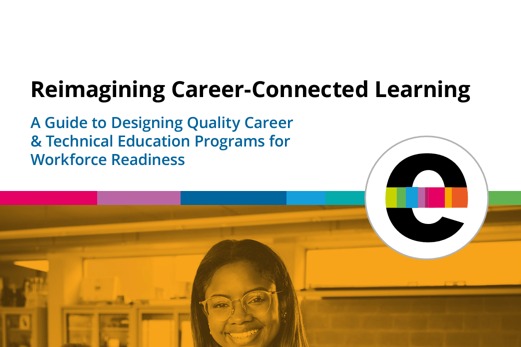 Reimagining Career-Connected Learning
A Guide to Designing Quality Career
& Technical Education Programs for
Workforce Readiness
e